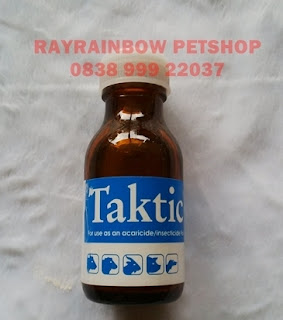 RAYRAINBOW PETSHOP
0838 999 22037
Taktic
For use as an acaricide/insecticide